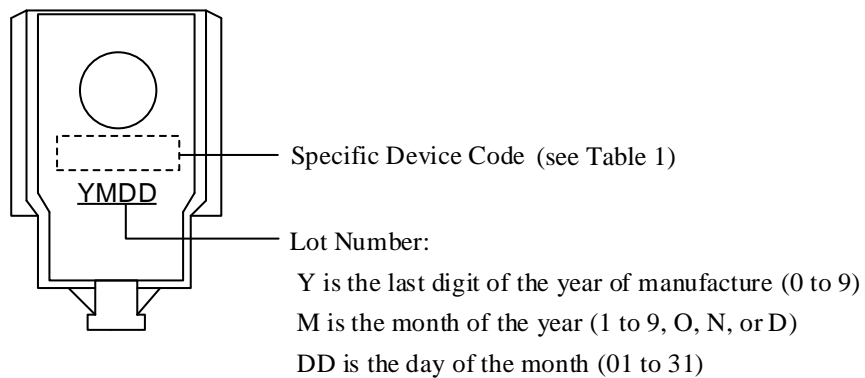 Specific Device Code (see Table 1)
YMDD
Lot Number:
Y is the last digit of the year of manufacture (0 to 9)
M is the month of the year (1 to 9, O, N, or D)
DD is the day of the month (01 to 31)